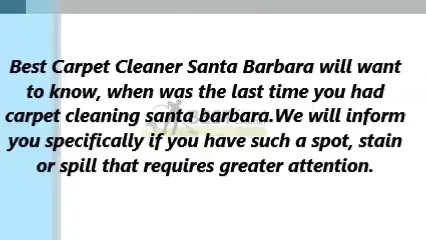 Best Carpet Cleaner Santa Barbara will want
to know, when was the last time you had
carpet cleaning santa barbara.We will inform
you specifically if you have such a spot, stain
or spill that requires greater attention.